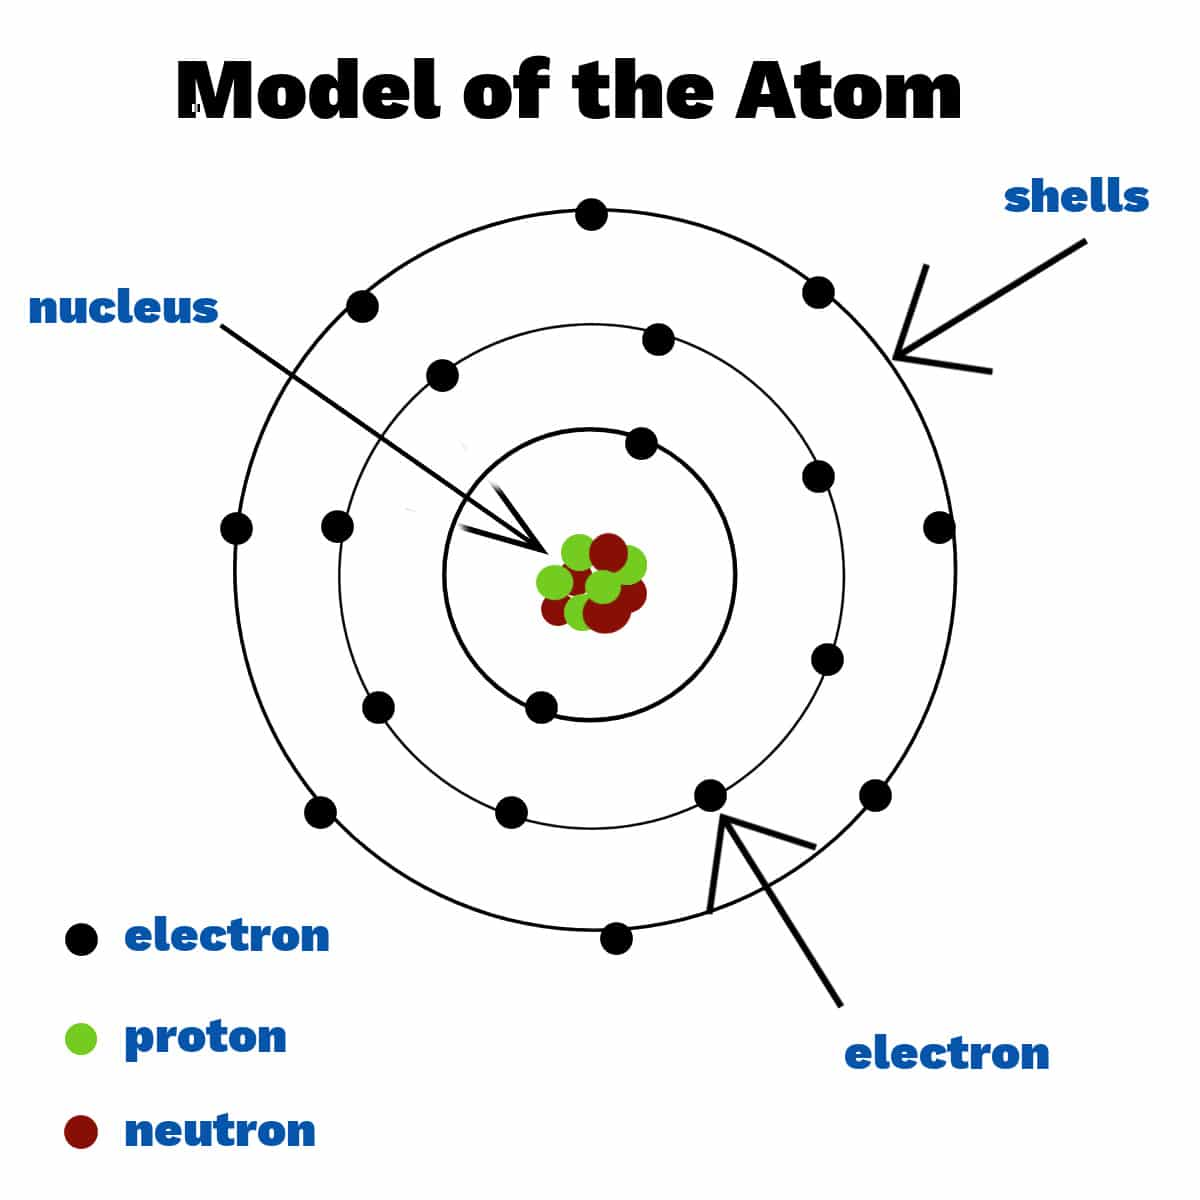 Model of the Atom
shells
nucleus
electron
proton
neutron
electron